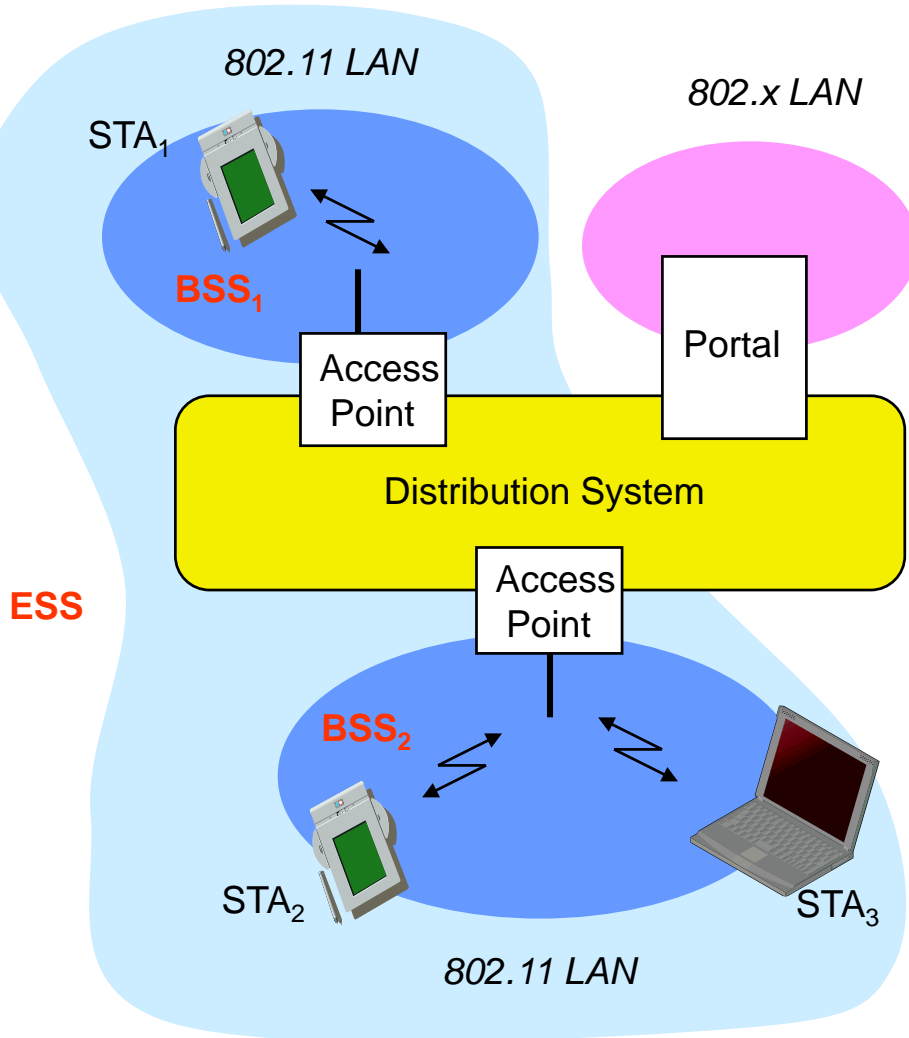 802.11 LAN
802.x LAN
STA₁
BSS₁
Access
Point
Portal
Distribution System
Access
Point
ESS
BSS₂
STA₂
STA₃
802.11 LAN